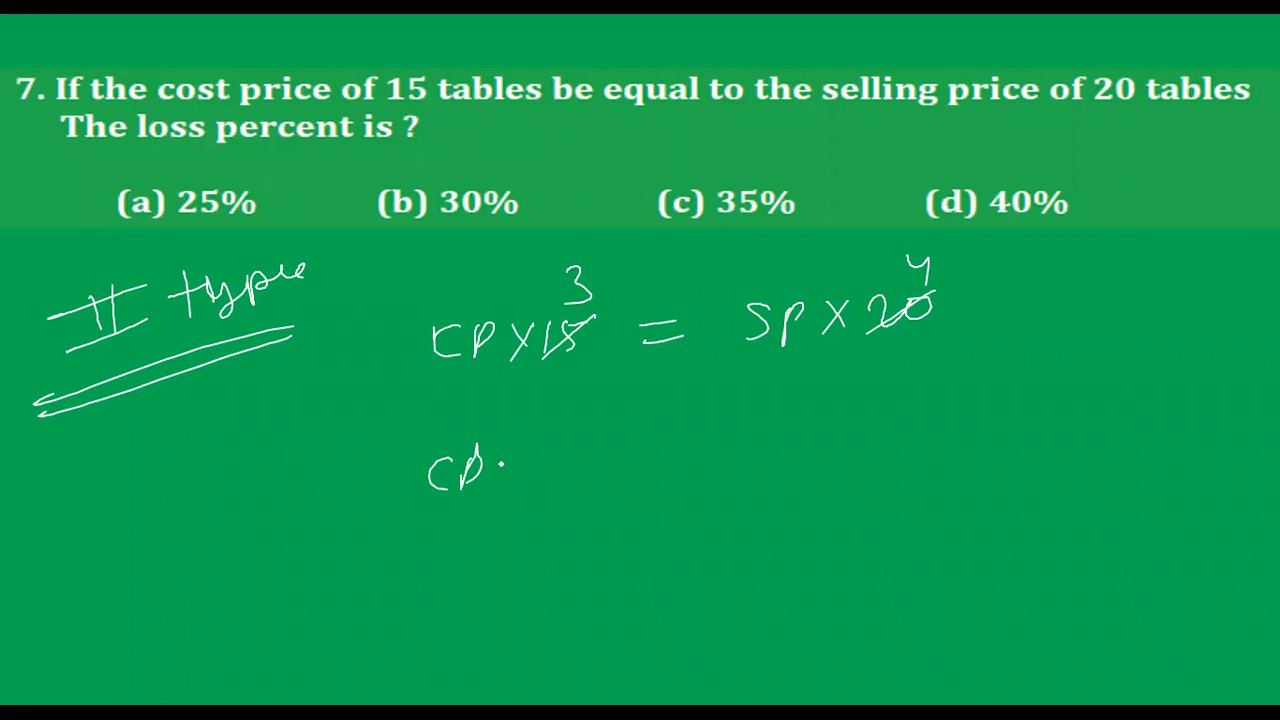 7. If the cost price of 15 tables be equal to the selling price of 20 tables
The loss percent is ?
(a) 25% (b) 30% (c) 35% (d) 40%
II type
3 4
CP X 15 = SP X 20
CP